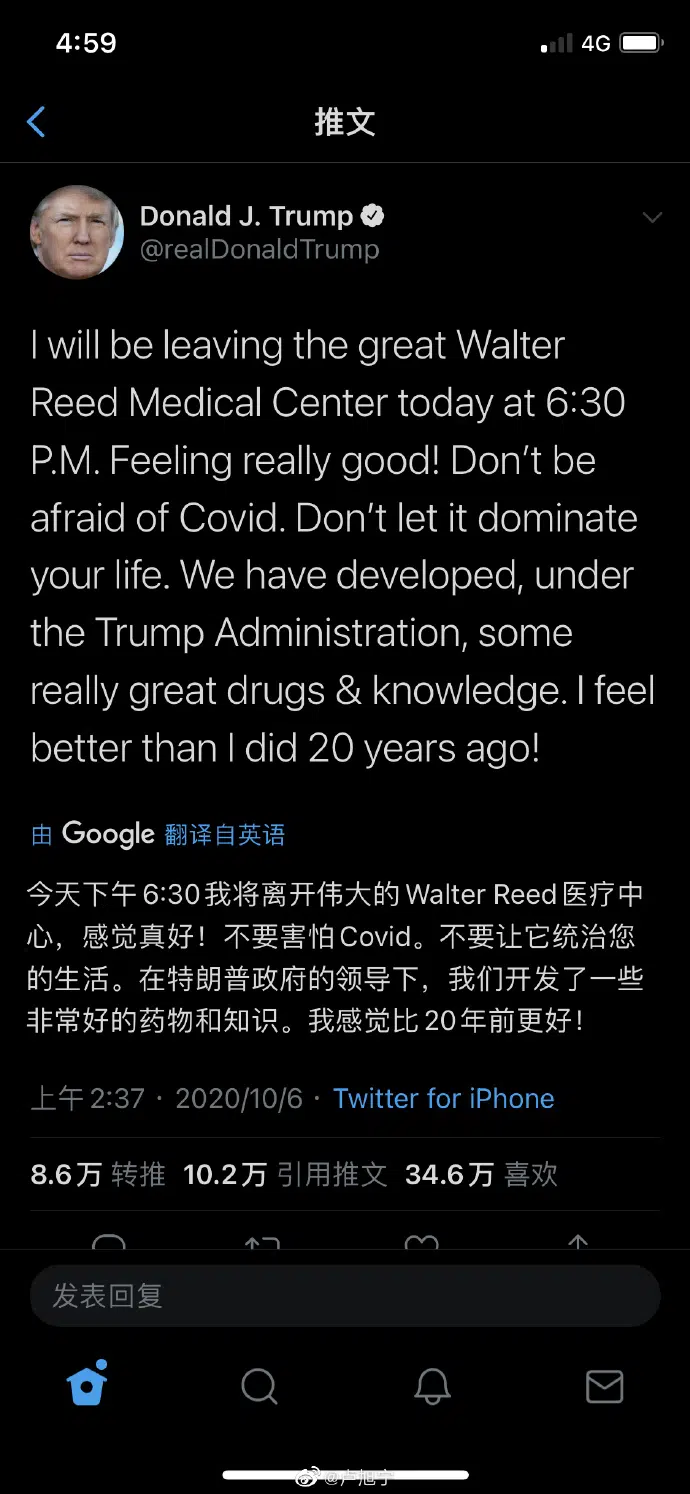 4:59
4G
推文
Donald J. Trump
@realDonaldTrump
I will be leaving the great Walter
Reed Medical Center today at 6:30
P.M. Feeling really good! Don’t be
afraid of Covid. Don’t let it dominate
your life. We have developed, under
the Trump Administration, some
really great drugs & knowledge. I feel
better than I did 20 years ago!
由 Google 翻译自英语
今天下午6:30我将离开伟大的Walter Reed医疗中
心，感觉真好！不要害怕Covid。不要让它统治您
的生活。在特朗普政府的领导下，我们开发了一些
非常好的药物和知识。我感觉比20年前更好！
上午2:37 · 2020/10/6 · Twitter for iPhone
8.6万 转推 10.2万 引用推文 34.6万 喜欢
发表回复
@卢旭宁